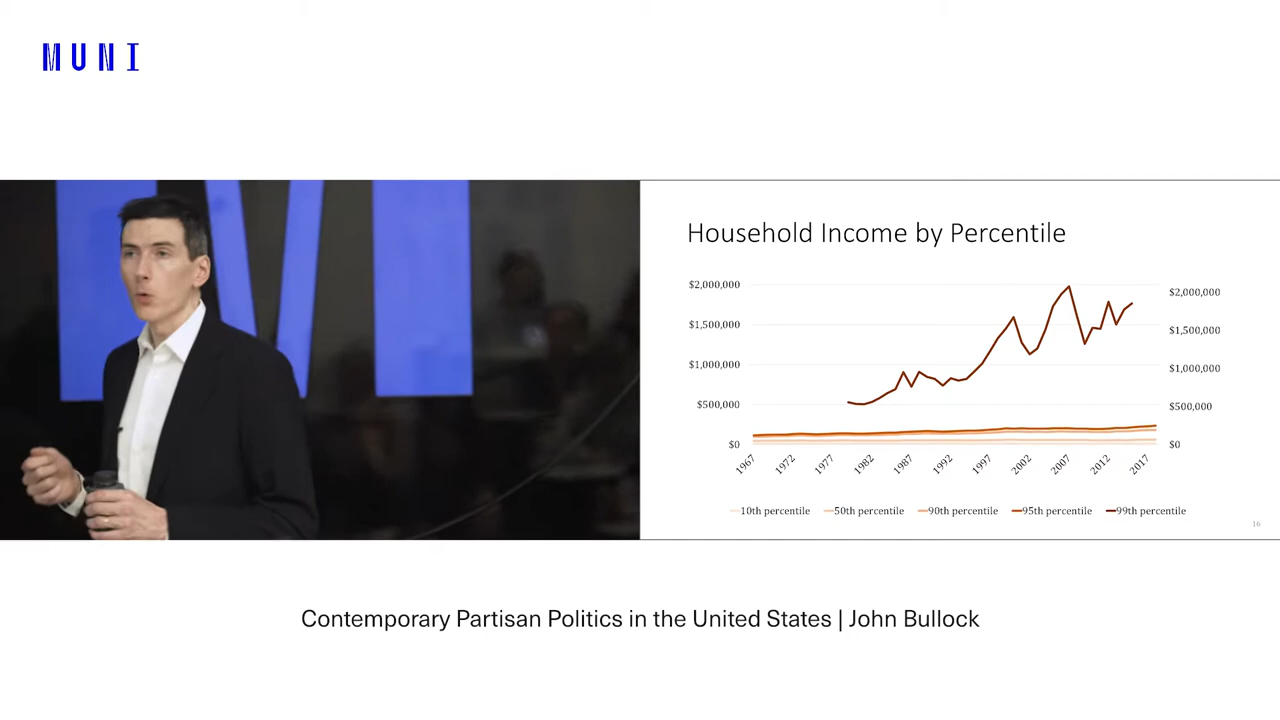 MUNI
Household Income by Percentile
$2,000,000
$1,500,000
$1,000,000
$500,000
$0
$2,000,000
$1,500,000
$1,000,000
$500,000
$0
1967 1972 1977 1982 1987 1992 1997 2002 2007 2012 2017
10th percentile 50th percentile 90th percentile 95th percentile 99th percentile
16
Contemporary Partisan Politics in the United States | John Bullock